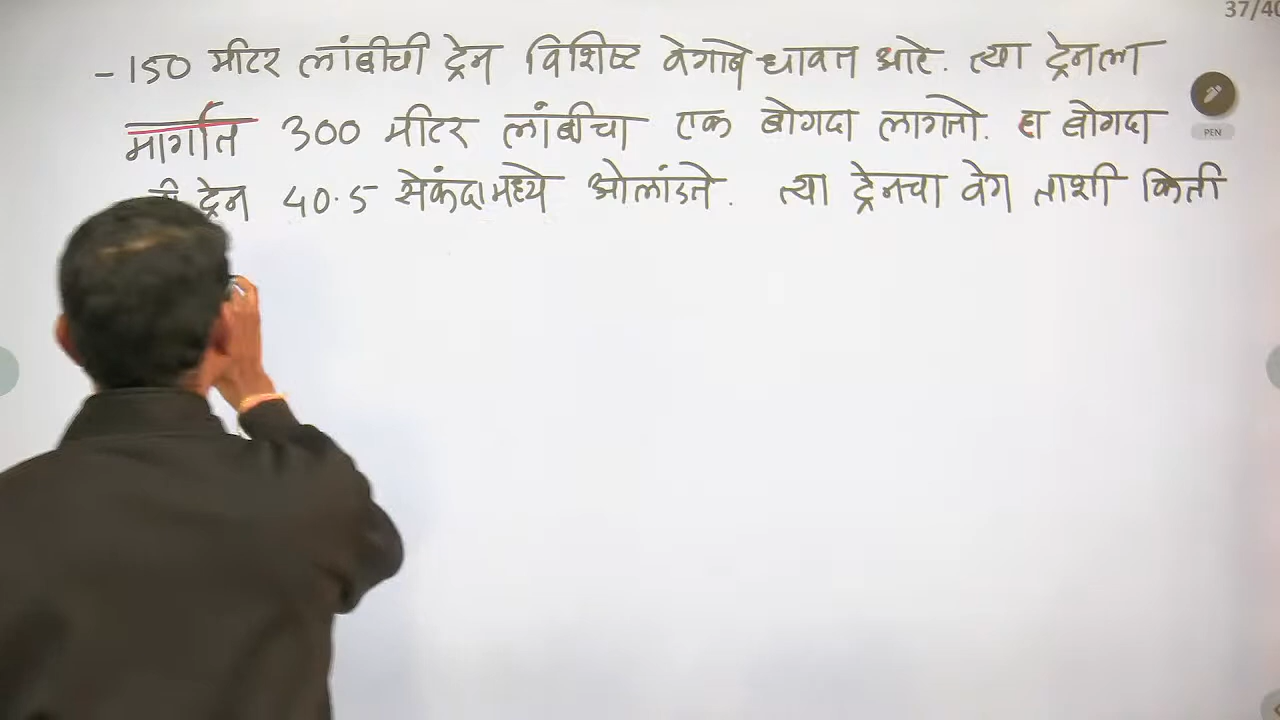 37/40
-150 मीटर लांबीची ट्रेन विशिष्ट वेगाने धावत आहे. त्या ट्रेनला
मार्गात 300 मीटर लांबीचा एक बोगदा लागतो. हा बोगदा
PEN
ट्रेन 40.5 सेकंदामध्ये ओलांडते. त्या ट्रेनचा वेग ताशी किती